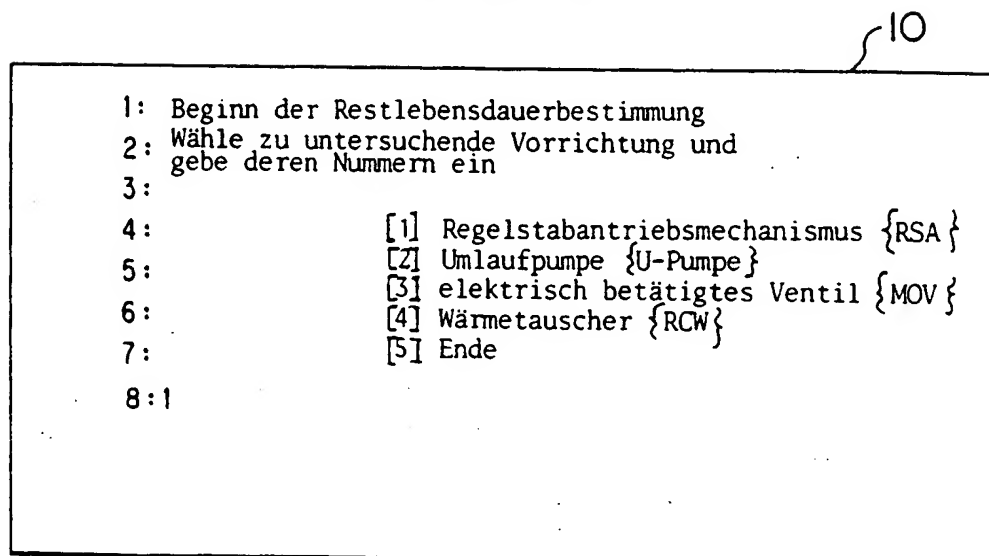 10
1: Beginn der Restlebensdauerbestimmung
2: Wähle zu untersuchende Vorrichtung und
gebe deren Nummern ein
3:
4: [1] Regelstabantriebsmechanismus {RSA}
5: [2] Umlaufpumpe {U-Pumpe}
[3] elektrisch betätigtes Ventil {MOV}
6: [4] Wärmetauscher {RCW}
7: [5] Ende
8:1